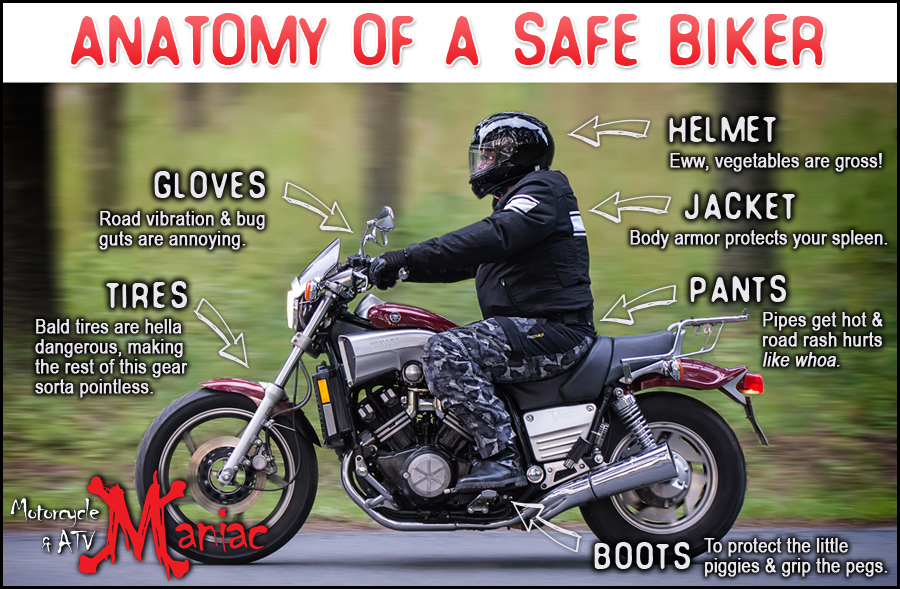 ANATOMY OF A SAFE BIKER
HELMET
Eww, vegetables are gross!
GLOVES
Road vibration & bug
guts are annoying.
JACKET
Body armor protects your spleen.
TIRES
Bald tires are hella
dangerous, making
the rest of this gear
sorta pointless.
PANTS
Pipes get hot &
road rash hurts
like whoa.
Motorcycle
& ATV
Maniac
BOOTS
To protect the little
piggies & grip the pegs.